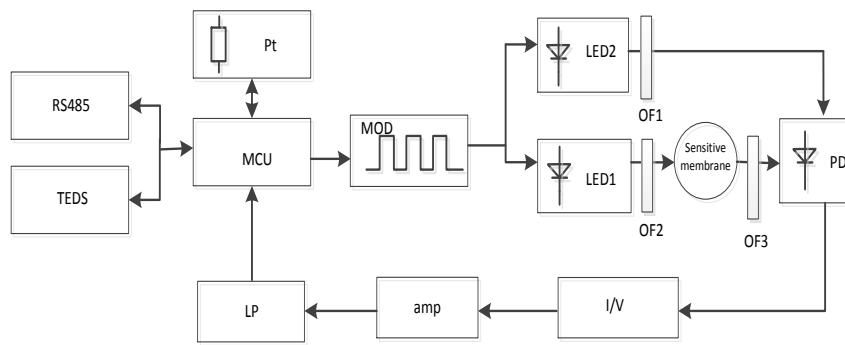 Pt
LED2
RS485
OF1
MOD
MCU
Sensitive
membrane
PD
LED1
TEDS
OF2
OF3
LP
amp
I/V